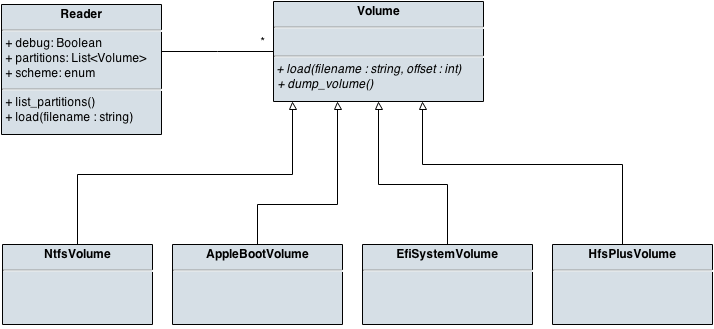 Reader
+ debug: Boolean
+ partitions: List<Volume>
+ scheme: enum
+ list_partitions()
+ load(filename : string)
*
Volume
+ load(filename : string, offset : int)
+ dump_volume()
NtfsVolume
AppleBootVolume
EfiSystemVolume
HfsPlusVolume